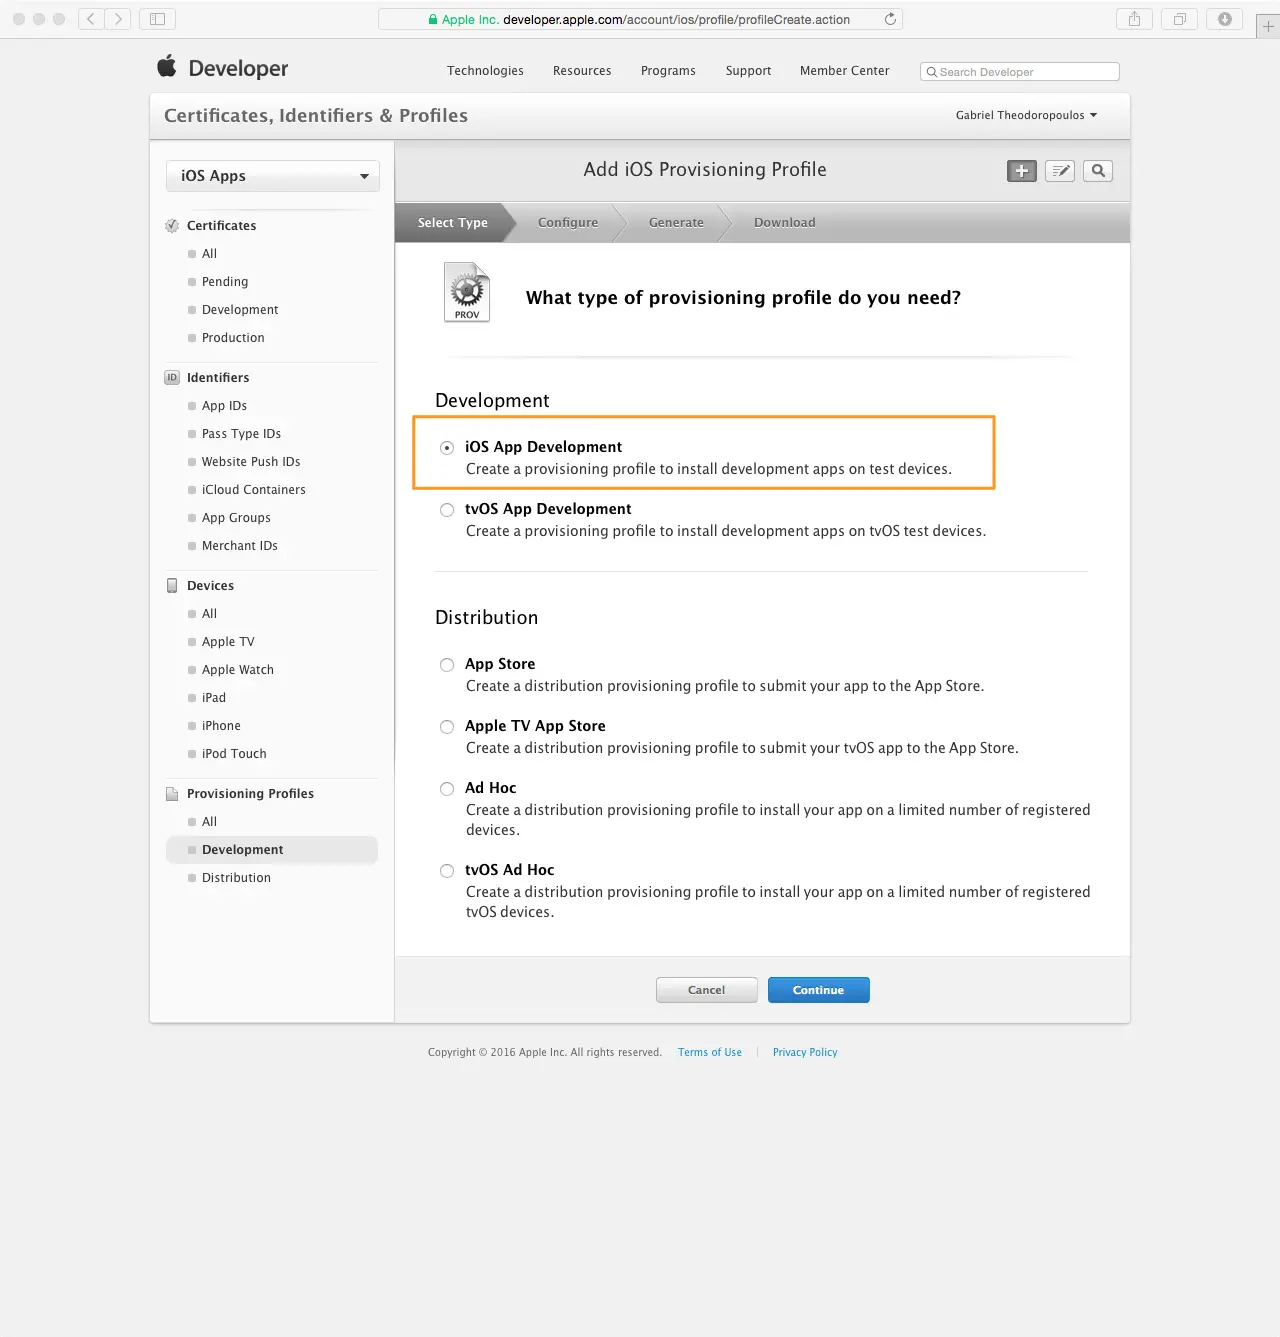 Apple Inc. developer.apple.com/account/ios/profile/profileCreate.action
Developer
Technologies Resources Programs Support Member Center
Search Developer
Certificates, Identifiers & Profiles
Gabriel Theodoropoulos
iOS Apps
Certificates
All
Pending
Development
Production
ID Identifiers
App IDs
Pass Type IDs
Website Push IDs
iCloud Containers
App Groups
Merchant IDs
Devices
All
Apple TV
Apple Watch
iPad
iPhone
iPod Touch
Provisioning Profiles
All
Development
Distribution
Add iOS Provisioning Profile
Select Type Configure Generate Download
PROV
What type of provisioning profile do you need?
Development
iOS App Development
Create a provisioning profile to install development apps on test devices.
tvOS App Development
Create a provisioning profile to install development apps on tvOS test devices.
Distribution
App Store
Create a distribution provisioning profile to submit your app to the App Store.
Apple TV App Store
Create a distribution provisioning profile to submit your tvOS app to the App Store.
Ad Hoc
Create a distribution provisioning profile to install your app on a limited number of registered
devices.
tvOS Ad Hoc
Create a distribution provisioning profile to install your app on a limited number of registered
tvOS devices.
Cancel Continue
Copyright © 2016 Apple Inc. All rights reserved. Terms of Use Privacy Policy